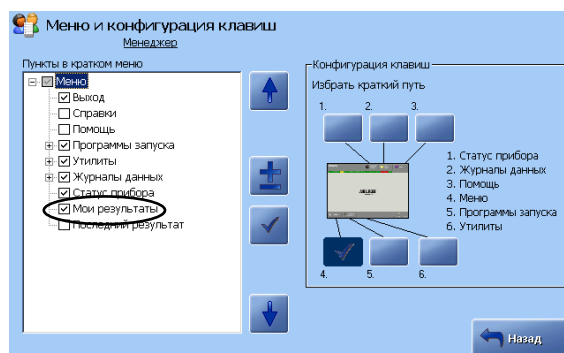 Меню и конфигурация клавиш
Менеджер
Пункты в кратком меню
Меню
Выход
Справки
Помощь
Программы запуска
Утилиты
Журналы данных
Статус прибора
Мои результаты
Последний результат
Конфигурация клавиш
Избрать краткий путь
1. 2. 3.
4. 5. 6.
1. Статус прибора
2. Журналы данных
3. Помощь
4. Меню
5. Программы запуска
6. Утилиты
Назад